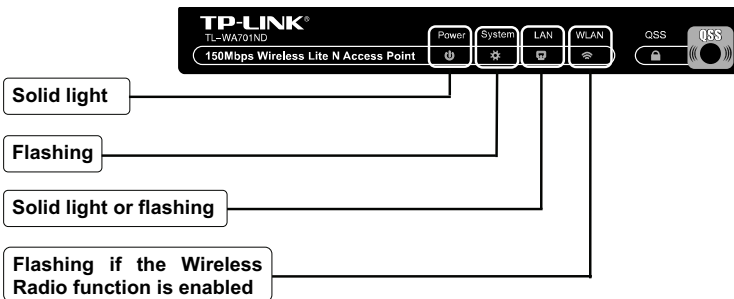 TP-LINK®
TL-WA701ND
150Mbps Wireless Lite N Access Point
Power
System
LAN
WLAN
QSS
QSS
Solid light
Flashing
Solid light or flashing
Flashing if the Wireless
Radio function is enabled